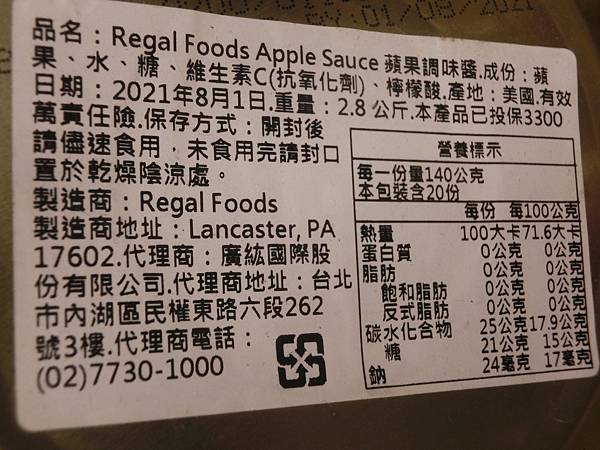 BY:01/08/2021
品名：Regal Foods Apple Sauce 蘋果調味醬.成份：蘋
果、水、糖、維生素C(抗氧化劑)、檸檬酸.產地：美國.有效
日期：2021年8月1日.重量：2.8 公斤.本產品已投保3300
萬責任險.保存方式：開封後
請儘速食用，未食用完請封口
置於乾燥陰涼處。
製造商：Regal Foods
製造商地址：Lancaster, PA
17602.代理商：廣紘國際股
份有限公司.代理商地址：台北
市內湖區民權東路六段262
號3樓.代理商電話：
(02)7730-1000
營養標示
每一份量140公克
本包裝含20份
每份 每100公克
熱量 100大卡 71.6大卡
蛋白質 0公克 0公克
脂肪 0公克 0公克
飽和脂肪 0公克 0公克
反式脂肪 0公克 0公克
碳水化合物 25公克 17.9公克
糖 21公克 15公克
鈉 24毫克 17毫克